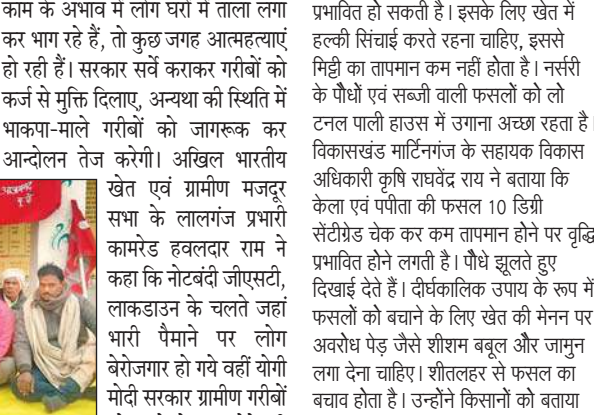 काम के अभाव में लोग घरों में ताला लगा
कर भाग रहे हैं, तो कुछ जगह आत्महत्याएं
हो रही हैं। सरकार सर्वे कराकर गरीबों को
कर्ज से मुक्ति दिलाए, अन्यथा की स्थिति में
भाकपा-माले गरीबों को जागरूक कर
आन्दोलन तेज करेगी। अखिल भारतीय
खेत एवं ग्रामीण मजदूर
सभा के लालगंज प्रभारी
कामरेड हवलदार राम ने
कहा कि नोटबंदी जीएसटी,
लाकडाउन के चलते जहां
भारी पैमाने पर लोग
बेरोजगार हो गये वहीं योगी
मोदी सरकार ग्रामीण गरीबों
प्रभावित हो सकती है। इसके लिए खेत में
हल्की सिंचाई करते रहना चाहिए, इससे
मिट्टी का तापमान कम नहीं होता है। नर्सरी
के पौधों एवं सब्जी वाली फसलों को लो
टनल पाली हाउस में उगाना अच्छा रहता है।
विकासखंड मार्टिनगंज के सहायक विकास
अधिकारी कृषि राघवेंद्र राय ने बताया कि
केला एवं पपीता की फसल 10 डिग्री
सेंटीग्रेड चेक कर कम तापमान होने पर वृद्धि
प्रभावित होने लगती है। पौधे झूलते हुए
दिखाई देते हैं। दीर्घकालिक उपाय के रूप में
फसलों को बचाने के लिए खेत की मेनन पर
अवरोध पेड़ जैसे शीशम बबूल और जामुन
लगा देना चाहिए। शीतलहर से फसल का
बचाव होता है। उन्होंने किसानों को बताया